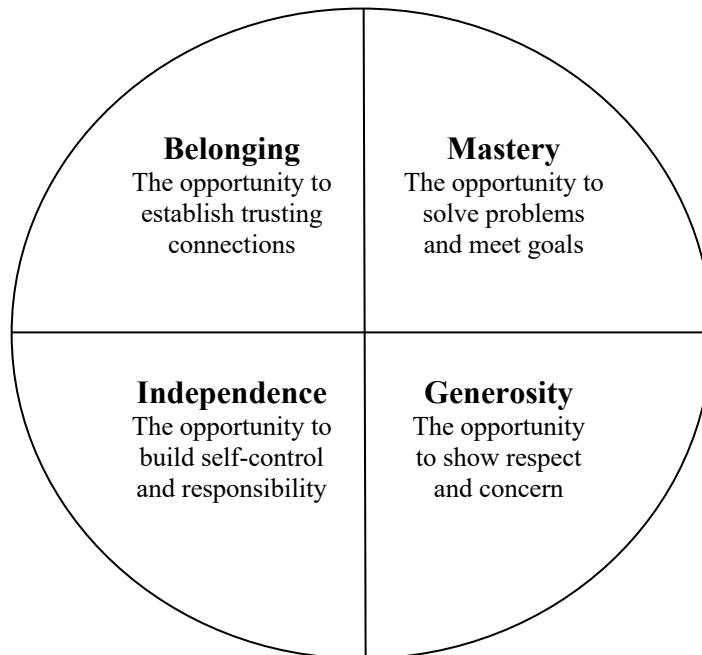 Belonging
The opportunity to
establish trusting
connections
Mastery
The opportunity to
solve problems
and meet goals
Independence
The opportunity to
build self-control
and responsibility
Generosity
The opportunity
to show respect
and concern